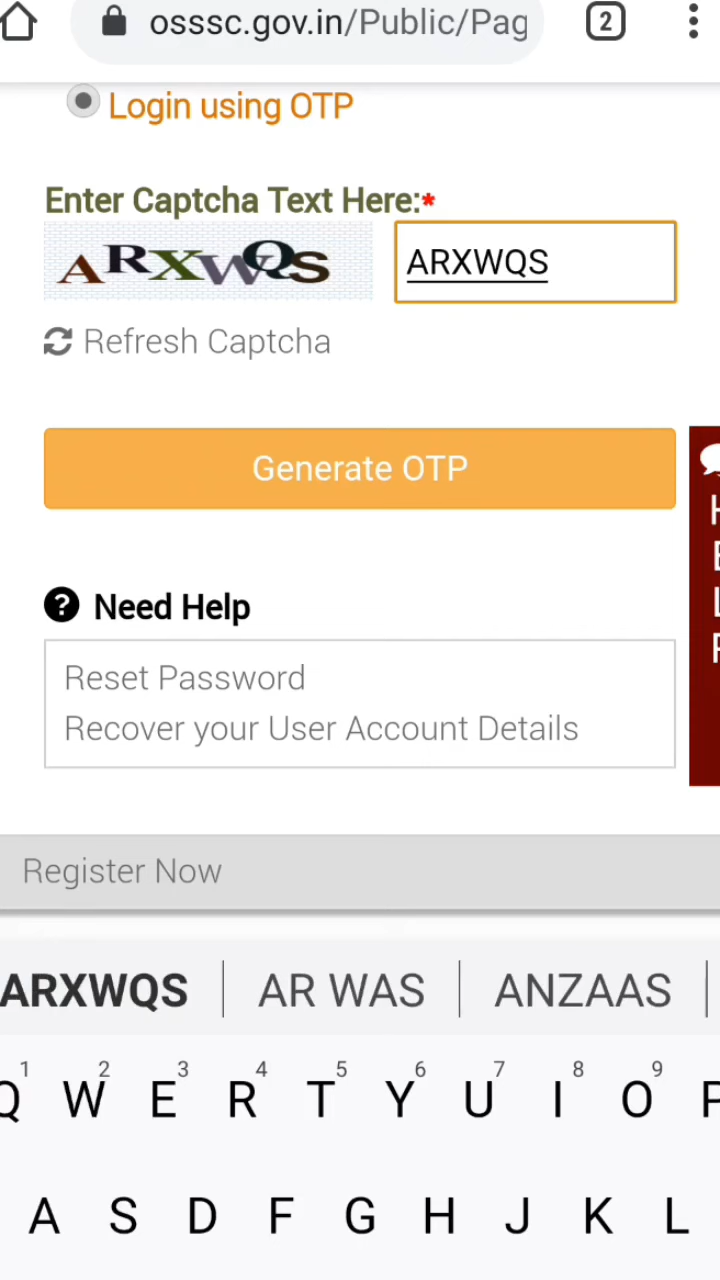 osssc.gov.in/Public/Pag
2
Login using OTP
Enter Captcha Text Here:*
ARXWQS
ARXWQS
Refresh Captcha
Generate OTP
H
E
L
P
? Need Help
Reset Password
Recover your User Account Details
Register Now
ARXWQS | AR WAS | ANZAAS |
1 2 3 4 5 6 7 8 9
Q W E R T Y U I O P
A S D F G H J K L